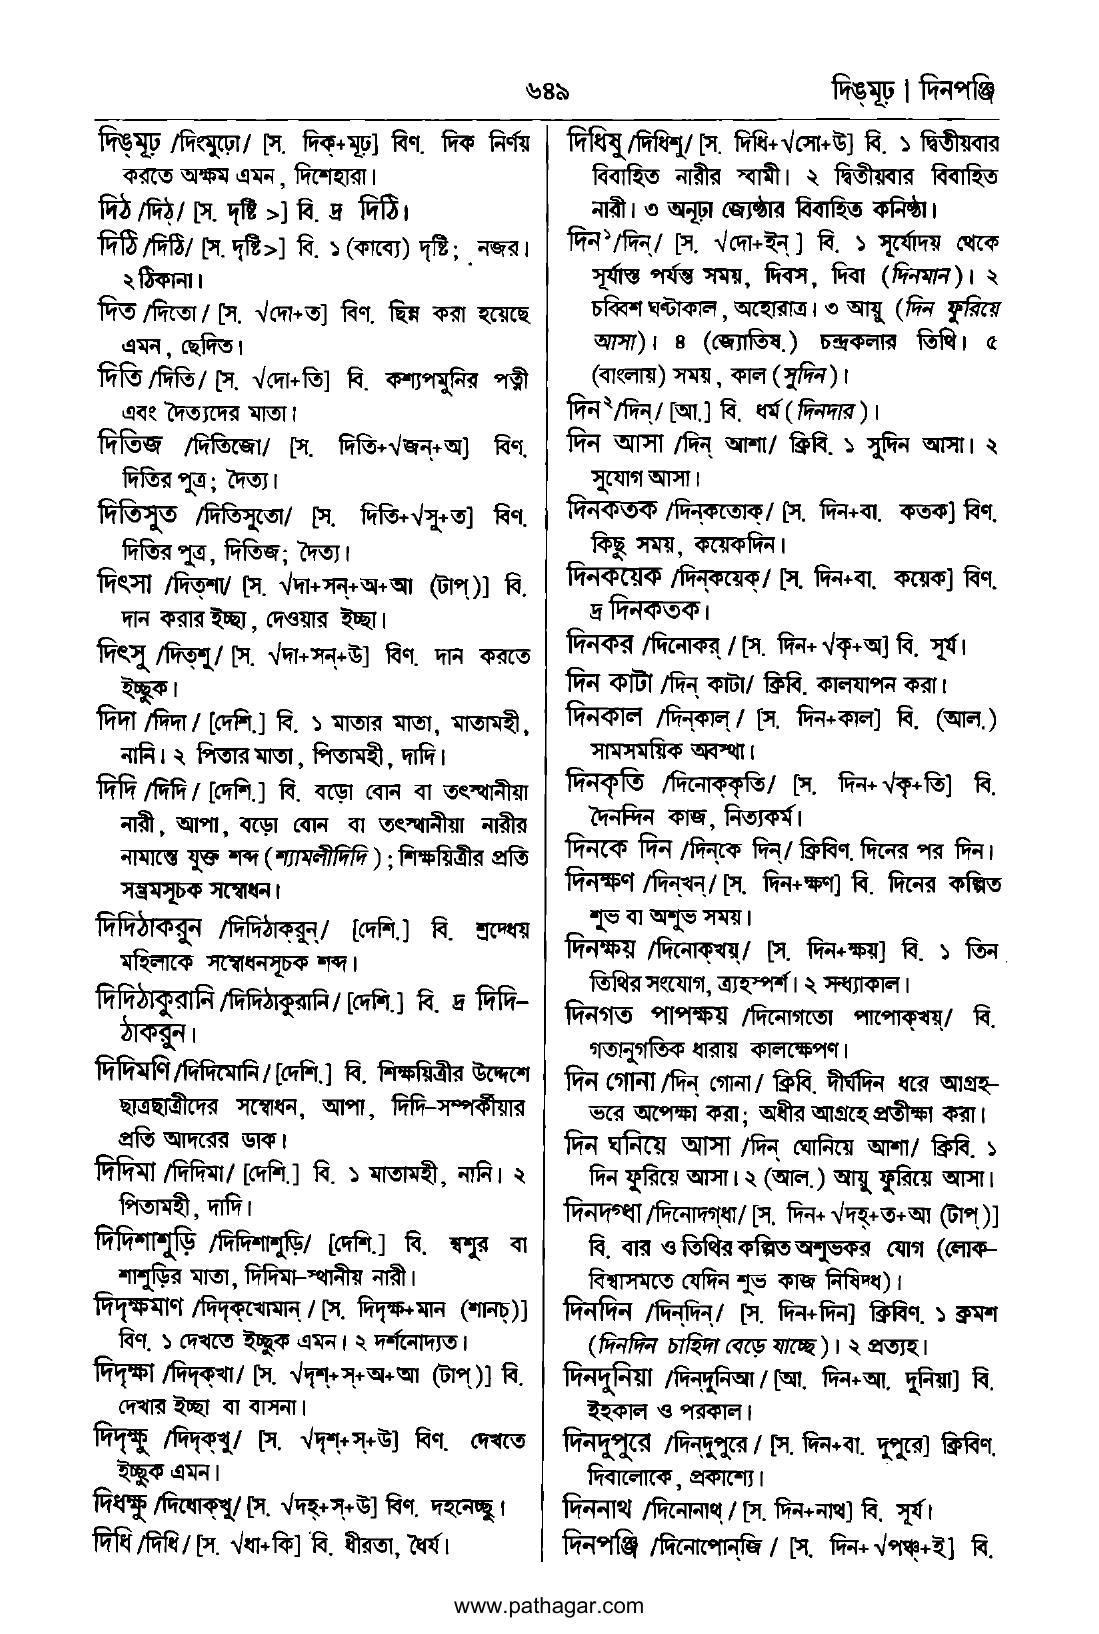 ৬৪৯
দিঙ্মূঢ় | দিনপঞ্জি
দিঙ্মূঢ় /দিংমুঢ়ো/ [স. দিক্+মূঢ়] বিণ. দিক নির্ণয়
করতে অক্ষম এমন, দিশেহারা।
দিঠ /দিঠ্/ [স. দৃষ্টি >] বি. দ্র দিঠি।
দিঠি /দিঠি/ [স. দৃষ্টি>] বি. ১ (কাব্যে) দৃষ্টি; নজর।
২ ঠিকানা।
দিত /দিতো/ [স. √দো+ত] বিণ. ছিন্ন করা হয়েছে
এমন, ছেদিত।
দিতি /দিতি/ [স. √দো+তি] বি. কশ্যপমুনির পত্নী
এবং দৈত্যদের মাতা।
দিতিজ /দিতিজো/ [স. দিতি+√জন্+অ] বিণ.
দিতির পুত্র; দৈত্য।
দিতিসুত /দিতিসুতো/ [স. দিতি+√সু+ত] বিণ.
দিতির পুত্র, দিতিজ; দৈত্য।
দিৎসা /দিত্শা/ [স. √দা+সন্+অ+আ (টাপ্)] বি.
দান করার ইচ্ছা, দেওয়ার ইচ্ছা।
দিৎসু /দিত্শু/ [স. √দা+সন্+উ] বিণ. দান করতে
ইচ্ছুক।
দিদা /দিদা/ [দেশি.] বি. ১ মাতার মাতা, মাতামহী,
নানি। ২ পিতার মাতা, পিতামহী, দাদি।
দিদি /দিদি/ [দেশি.] বি. বড়ো বোন বা তৎস্থানীয়া
নারী, আপা, বড়ো বোন বা তৎস্থানীয়া নারীর
নামান্তে যুক্ত শব্দ (শ্যামলীদিদি); শিক্ষয়িত্রীর প্রতি
সম্ভ্রমসূচক সম্বোধন।
দিদিঠাকরুন /দিদিঠাক্‌রুন্/ [দেশি.] বি. শ্রদ্ধেয়
মহিলাকে সম্বোধনসূচক শব্দ।
দিদিঠাকুরানি /দিদিঠাকুরানি/ [দেশি.] বি. দ্র দিদি–
ঠাকরুন।
দিদিমণি /দিদিমোনি/ [দেশি.] বি. শিক্ষয়িত্রীর উদ্দেশে
ছাত্রছাত্রীদের সম্বোধন, আপা, দিদি–সম্পর্কীয়ার
প্রতি আদরের ডাক।
দিদিমা /দিদিমা/ [দেশি.] বি. ১ মাতামহী, নানি। ২
পিতামহী, দাদি।
দিদিশাশুড়ি /দিদিশাশুড়ি/ [দেশি.] বি. শ্বশুর বা
শাশুড়ির মাতা, দিদিমা–স্থানীয় নারী।
দিদৃক্ষমাণ /দিদৃক্‌খোমান্/ [স. দিদৃক্ষ+মান (শানচ্)]
বিণ. ১ দেখতে ইচ্ছুক এমন। ২ দর্শনোদ্যত।
দিদৃক্ষা /দিদৃক্‌খা/ [স. √দৃশ্+স্+অ+আ (টাপ্)] বি.
দেখার ইচ্ছা বা বাসনা।
দিদৃক্ষু /দিদৃক্‌খু/ [স. √দৃশ্+স্+উ] বিণ. দেখতে
ইচ্ছুক এমন।
দিধক্ষু /দিধোক্‌খু/ [স. √দহ্+স্+উ] বিণ. দহনেচ্ছু।
দিধি /দিধি/ [স. √ধা+কি] বি. ধীরতা, ধৈর্য।
দিধিষু /দিধিশু/ [স. দিধি+√সো+উ] বি. ১ দ্বিতীয়বার
বিবাহিত নারীর স্বামী। ২ দ্বিতীয়বার বিবাহিত
নারী। ৩ অনূঢ়া জ্যেষ্ঠার বিবাহিত কনিষ্ঠা।
দিন১ /দিন্/ [স. √দো+ইন্ ] বি. ১ সূর্যোদয় থেকে
সূর্যাস্ত পর্যন্ত সময়, দিবস, দিবা (দিনমান)। ২
চব্বিশ ঘণ্টাকাল, অহোরাত্র। ৩ আয়ু (দিন ফুরিয়ে
আসা)। ৪ (জ্যোতিষ.) চন্দ্রকলার তিথি। ৫
(বাংলায়) সময়, কাল (সুদিন)।
দিন২ /দিন্/ [আ.] বি. ধর্ম (দিনদার)।
দিন আসা /দিন্ আশা/ ক্রিবি. ১ সুদিন আসা। ২
সুযোগ আসা।
দিনকতক /দিন্‌কতোক্/ [স. দিন+বা. কতক] বিণ.
কিছু সময়, কয়েকদিন।
দিনকয়েক /দিন্‌কয়েক্/ [স. দিন+বা. কয়েক] বিণ.
দ্র দিনকতক।
দিনকর /দিনোকর্/ [স. দিন+√কৃ+অ] বি. সূর্য।
দিন কাটা /দিন্ কাটা/ ক্রিবি. কালযাপন করা।
দিনকাল /দিন্‌কাল্/ [স. দিন+কাল] বি. (আল.)
সামসময়িক অবস্থা।
দিনকৃতি /দিনোক্‌কৃতি/ [স. দিন+√কৃ+তি] বি.
দৈনন্দিন কাজ, নিত্যকর্ম।
দিনকে দিন /দিন্‌কে দিন্/ ক্রিবিণ. দিনের পর দিন।
দিনক্ষণ /দিন্‌খন্/ [স. দিন+ক্ষণ] বি. দিনের কল্পিত
শুভ বা অশুভ সময়।
দিনক্ষয় /দিনোক্‌খয়্/ [স. দিন+ক্ষয়] বি. ১ তিন
তিথির সংযোগ, ত্র্যহস্পর্শ। ২ সন্ধ্যাকাল।
দিনগত পাপক্ষয় /দিনোগতো পাপোক্‌খয়্/ বি.
গতানুগতিক ধারায় কালক্ষেপণ।
দিন গোনা /দিন্ গোনা/ ক্রিবি. দীর্ঘদিন ধরে আগ্রহ–
ভরে অপেক্ষা করা; অধীর আগ্রহে প্রতীক্ষা করা।
দিন ঘনিয়ে আসা /দিন্ ঘোনিয়ে আশা/ ক্রিবি. ১
দিন ফুরিয়ে আসা। ২ (আল.) আয়ু ফুরিয়ে আসা।
দিনদগ্ধা /দিনোদগ্‌ধা/ [স. দিন+√দহ্+ত+আ (টাপ্)]
বি. বার ও তিথির কল্পিত অশুভকর যোগ (লোক–
বিশ্বাসমতে যেদিন শুভ কাজ নিষিদ্ধ)।
দিনদিন /দিন্‌দিন্/ [স. দিন+দিন] ক্রিবিণ. ১ ক্রমশ
(দিনদিন চাহিদা বেড়ে যাচ্ছে)। ২ প্রত্যহ।
দিনদুনিয়া /দিন্‌দুনিআ/ [আ. দিন+আ. দুনিয়া] বি.
ইহকাল ও পরকাল।
দিনদুপুরে /দিন্‌দুপুরে/ [স. দিন+বা. দুপুরে] ক্রিবিণ.
দিবালোকে, প্রকাশ্যে।
দিননাথ /দিনোনাথ্/ [স. দিন+নাথ] বি. সূর্য।
দিনপঞ্জি /দিনোপোন্‌জি/ [স. দিন+√পঞ্চ্+ই] বি.
www.pathagar.com